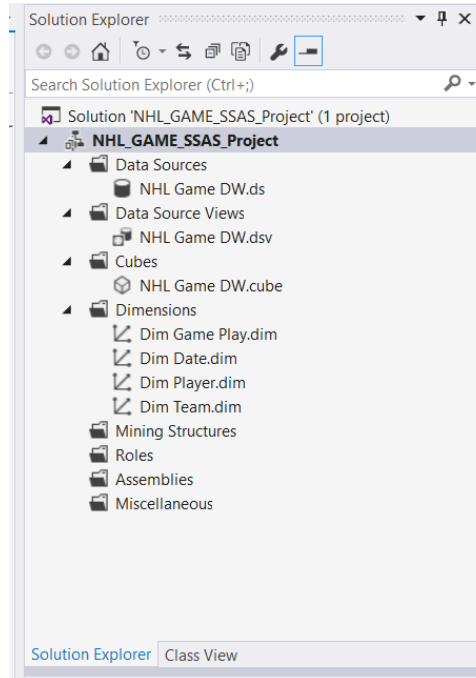 Solution Explorer
Search Solution Explorer (Ctrl+;)
Solution 'NHL_GAME_SSAS_Project' (1 project)
NHL_GAME_SSAS_Project
Data Sources
NHL Game DW.ds
Data Source Views
NHL Game DW.dsv
Cubes
NHL Game DW.cube
Dimensions
Dim Game Play.dim
Dim Date.dim
Dim Player.dim
Dim Team.dim
Mining Structures
Roles
Assemblies
Miscellaneous
Solution Explorer Class View